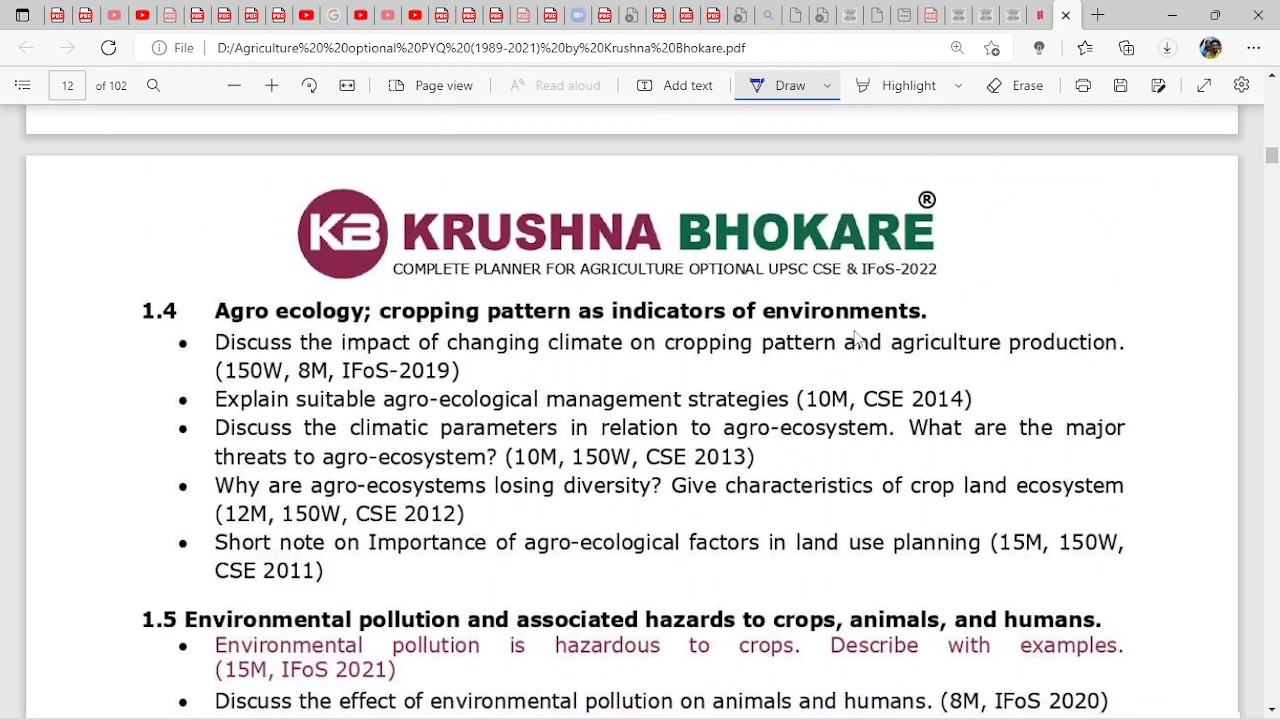 File
D:/Agriculture%20%20optional%20PYQ%20(1989-2021)%20by%20Krushna%20Bhokare.pdf
12 of 102
Page view
Read aloud
Add text
Draw
Highlight
Erase
KB KRUSHNA BHOKARE ®
COMPLETE PLANNER FOR AGRICULTURE OPTIONAL UPSC CSE & IFoS-2022
1.4 Agro ecology; cropping pattern as indicators of environments.
• Discuss the impact of changing climate on cropping pattern and agriculture production.
(150W, 8M, IFoS-2019)
• Explain suitable agro-ecological management strategies (10M, CSE 2014)
• Discuss the climatic parameters in relation to agro-ecosystem. What are the major
threats to agro-ecosystem? (10M, 150W, CSE 2013)
• Why are agro-ecosystems losing diversity? Give characteristics of crop land ecosystem
(12M, 150W, CSE 2012)
• Short note on Importance of agro-ecological factors in land use planning (15M, 150W,
CSE 2011)
1.5 Environmental pollution and associated hazards to crops, animals, and humans.
• Environmental pollution is hazardous to crops. Describe with examples.
(15M, IFoS 2021)
• Discuss the effect of environmental pollution on animals and humans. (8M, IFoS 2020)